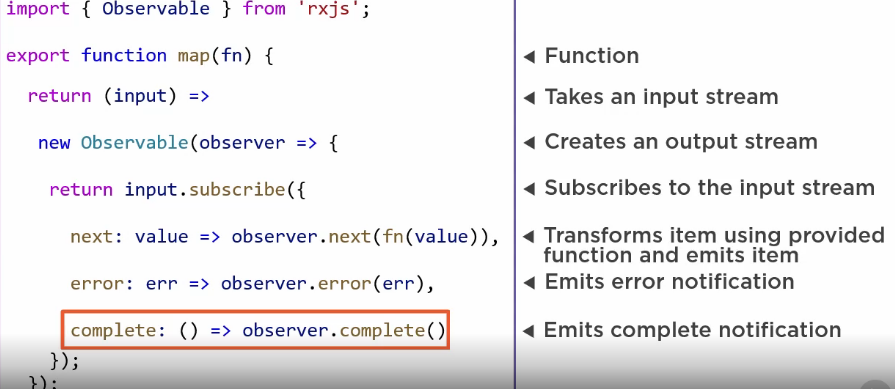 import { Observable } from 'rxjs';
export function map(fn) {
Function
return (input) =>
Takes an input stream
new Observable(observer => {
Creates an output stream
return input.subscribe({
Subscribes to the input stream
next: value => observer.next(fn(value)),
Transforms item using provided
function and emits item
error: err => observer.error(err),
Emits error notification
complete: () => observer.complete()
Emits complete notification
});
});